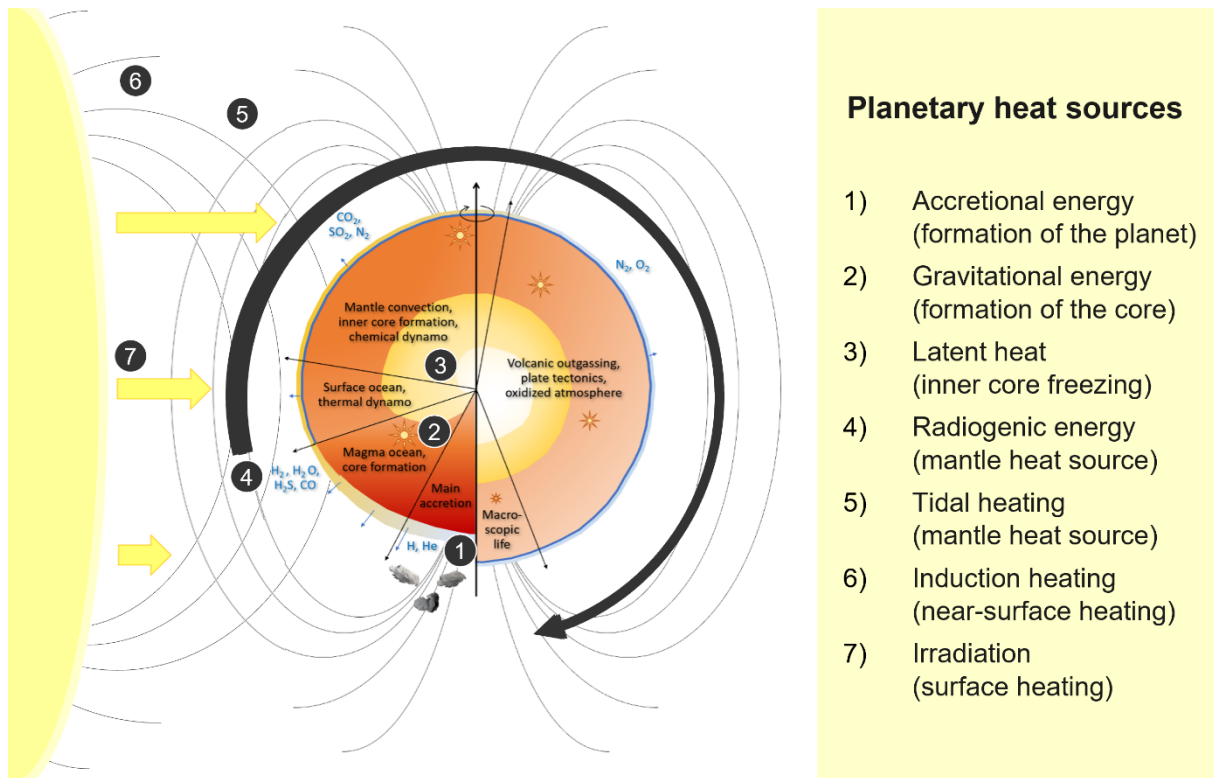 6
5
CO₂,
SO₂, N₂
N₂, O₂
Mantle convection,
inner core formation,
chemical dynamo
7
3
Volcanic outgassing,
plate tectonics,
oxidized atmosphere
Surface ocean,
thermal dynamo
2
Magma ocean,
core formation
4
H₂, H₂O,
H₂S, CO
Main
accretion
Macro-
scopic
life
1
H, He
Planetary heat sources
1) Accretional energy
(formation of the planet)
2) Gravitational energy
(formation of the core)
3) Latent heat
(inner core freezing)
4) Radiogenic energy
(mantle heat source)
5) Tidal heating
(mantle heat source)
6) Induction heating
(near-surface heating)
7) Irradiation
(surface heating)